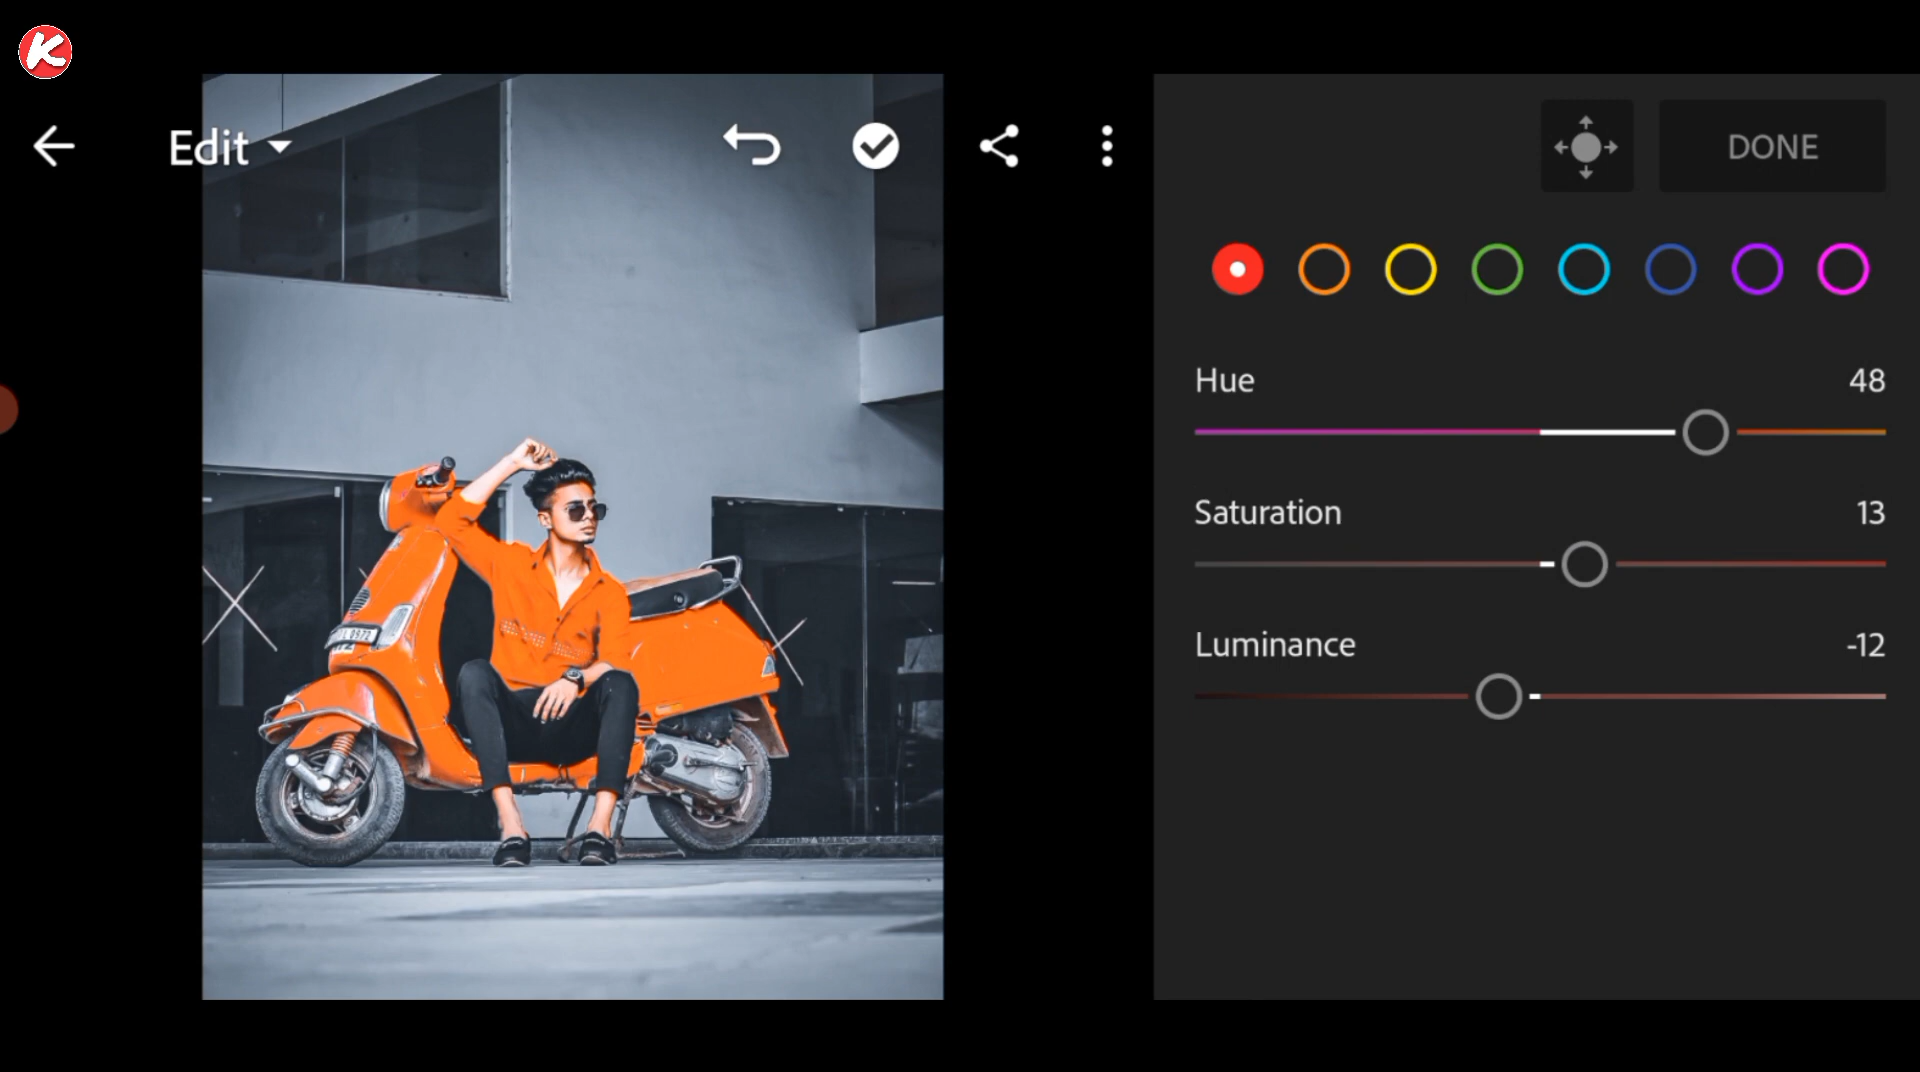 K
Edit
DONE
Hue 48
Saturation 13
Luminance -12